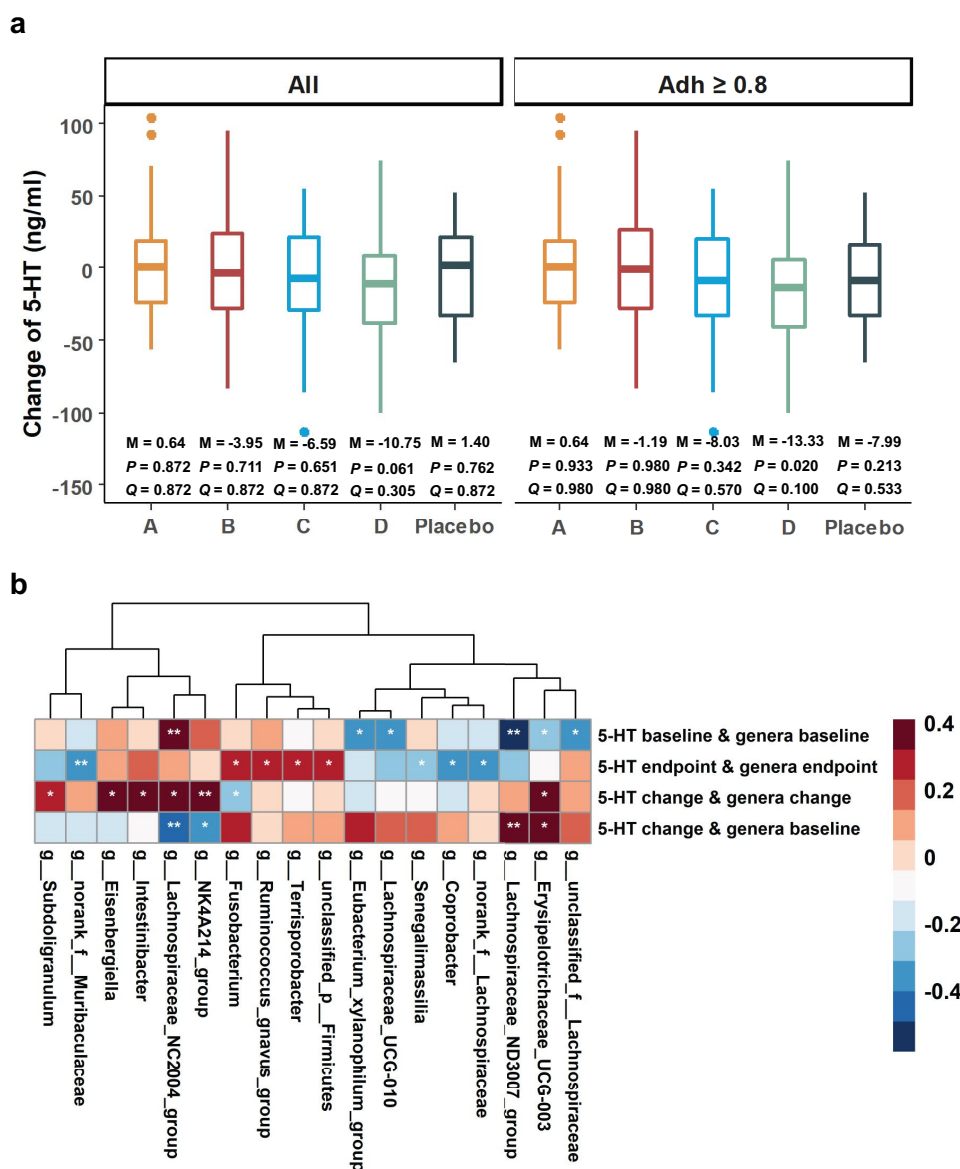 a
All
Adh ≥ 0.8
Change of 5-HT (ng/ml)
100
50
0
-50
-100
-150
M = 0.64 M = -3.95 M = -6.59 M = -10.75 M = 1.40
P = 0.872 P = 0.711 P = 0.651 P = 0.061 P = 0.762
Q = 0.872 Q = 0.872 Q = 0.872 Q = 0.305 Q = 0.872
M = 0.64 M = -1.19 M = -8.03 M = -13.33 M = -7.99
P = 0.933 P = 0.980 P = 0.342 P = 0.020 P = 0.213
Q = 0.980 Q = 0.980 Q = 0.570 Q = 0.100 Q = 0.533
A B C D Placebo
A B C D Placebo
b
** * * ** * * 5-HT baseline & genera baseline
** * * * * * * * 5-HT endpoint & genera endpoint
* * * * ** * * 5-HT change & genera change
** * ** * 5-HT change & genera baseline
0.4
0.2
0
-0.2
-0.4
g__Subdoligranulum
g__norank_f__Muribaculaceae
g__Eisenbergiella
g__Intestinibacter
g__Lachnospiraceae_NC2004_group
g__NK4A214_group
g__Fusobacterium
g__Ruminococcus_gnavus_group
g__Terrisporobacter
g__unclassified_p__Firmicutes
g__Eubacterium_xylanophilum_group
g__Lachnospiraceae_UCG-010
g__Senegalimassilia
g__Coprobacter
g__norank_f__Lachnospiraceae
g__Lachnospiraceae_ND3007_group
g__Erysipelotrichaceae_UCG-003
g__unclassified_f__Lachnospiraceae